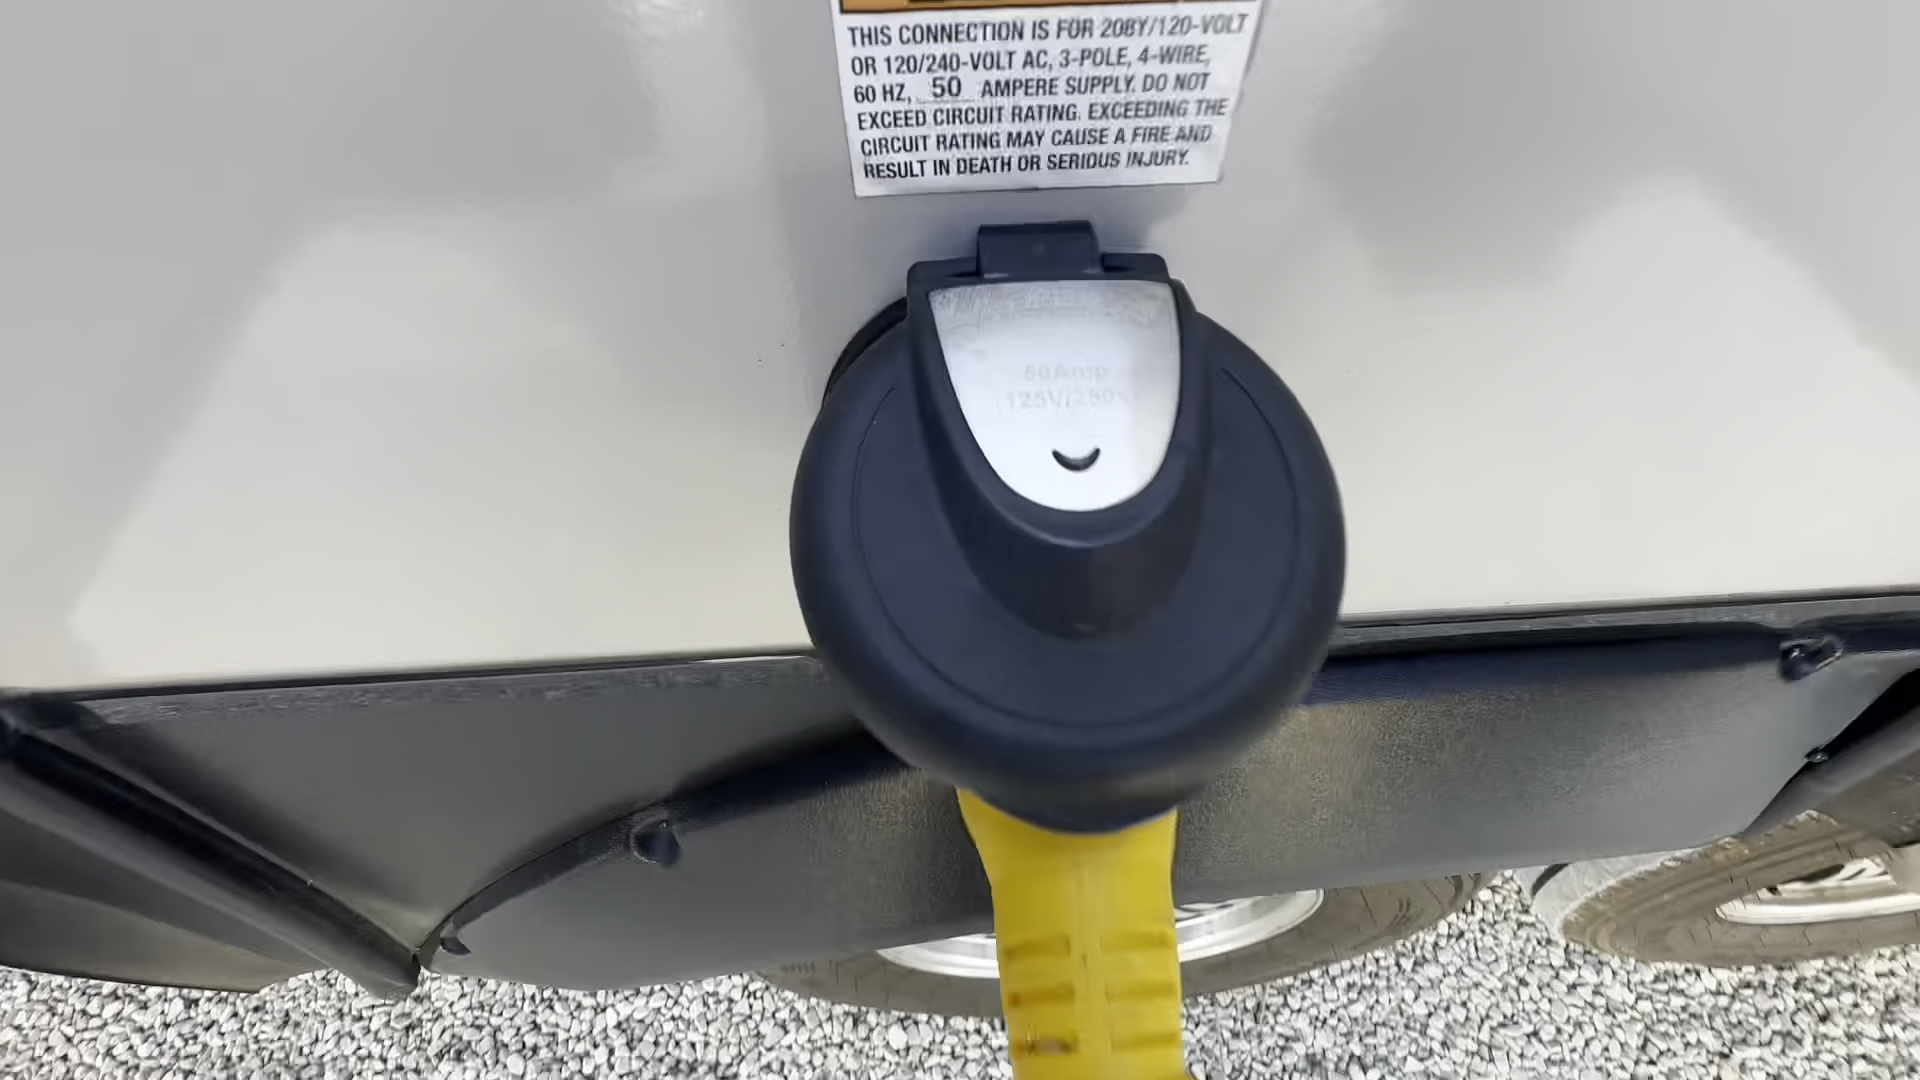 THIS CONNECTION IS FOR 208Y/120-VOLT
OR 120/240-VOLT AC, 3-POLE, 4-WIRE,
60 HZ, 50 AMPERE SUPPLY. DO NOT
EXCEED CIRCUIT RATING. EXCEEDING THE
CIRCUIT RATING MAY CAUSE A FIRE AND
RESULT IN DEATH OR SERIOUS INJURY.
50Amp
125V/250V